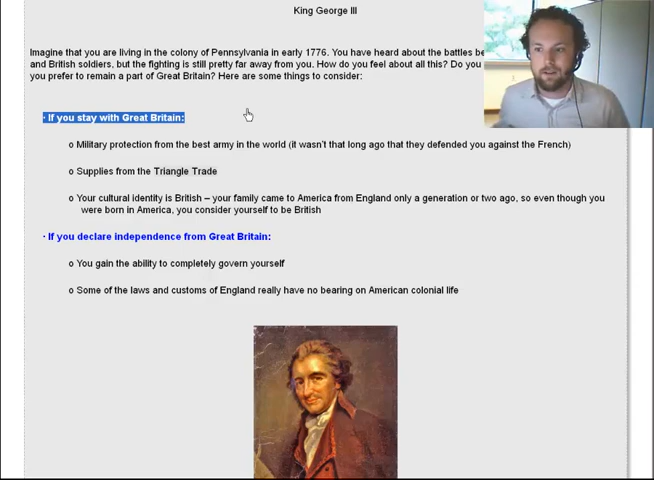 King George III
Imagine that you are living in the colony of Pennsylvania in early 1776. You have heard about the battles be
and British soldiers, but the fighting is still pretty far away from you. How do you feel about all this? Do you
you prefer to remain a part of Great Britain? Here are some things to consider:
· If you stay with Great Britain:
o Military protection from the best army in the world (it wasn't that long ago that they defended you against the French)
o Supplies from the Triangle Trade
o Your cultural identity is British – your family came to America from England only a generation or two ago, so even though you
were born in America, you consider yourself to be British
· If you declare independence from Great Britain:
o You gain the ability to completely govern yourself
o Some of the laws and customs of England really have no bearing on American colonial life